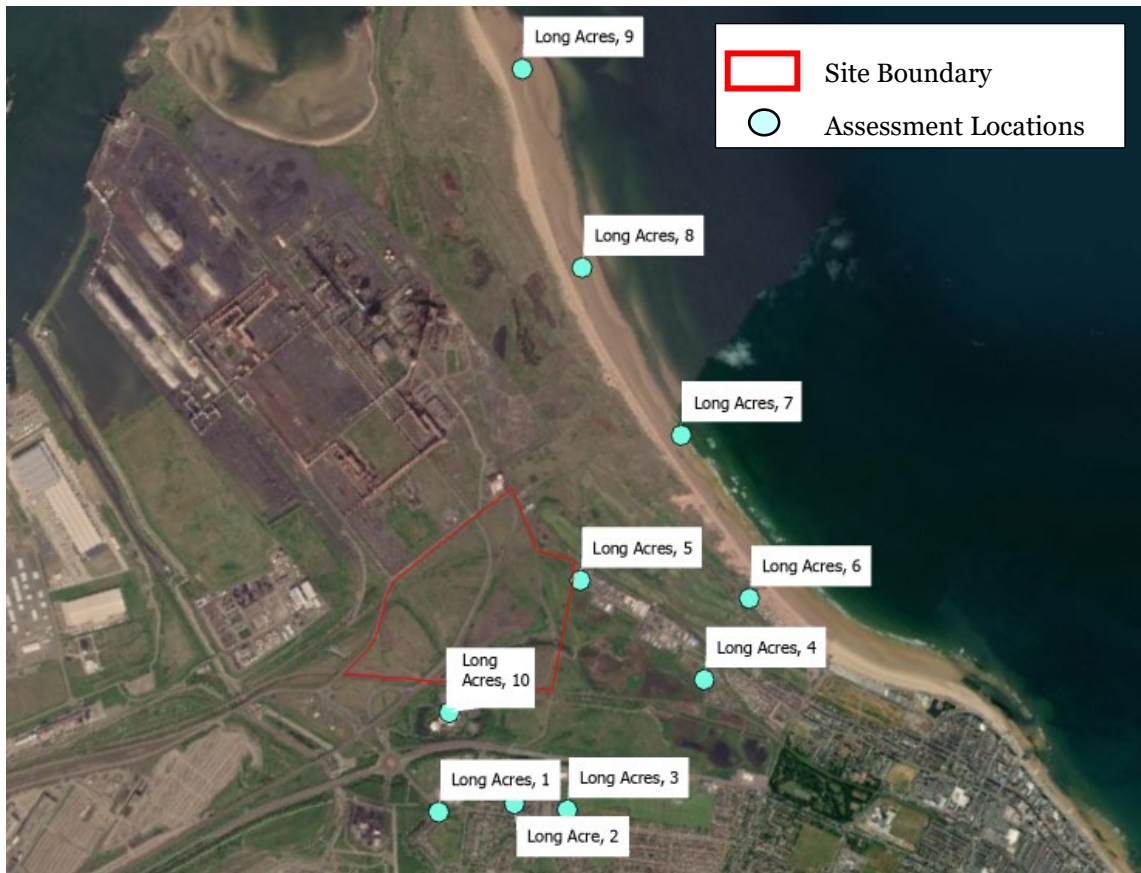 Long Acres, 9
Site Boundary
Assessment Locations
Long Acres, 8
Long Acres, 7
Long Acres, 5
Long Acres, 6
Long Acres, 4
Long
Acres, 10
Long Acres, 1
Long Acres, 3
Long Acre, 2